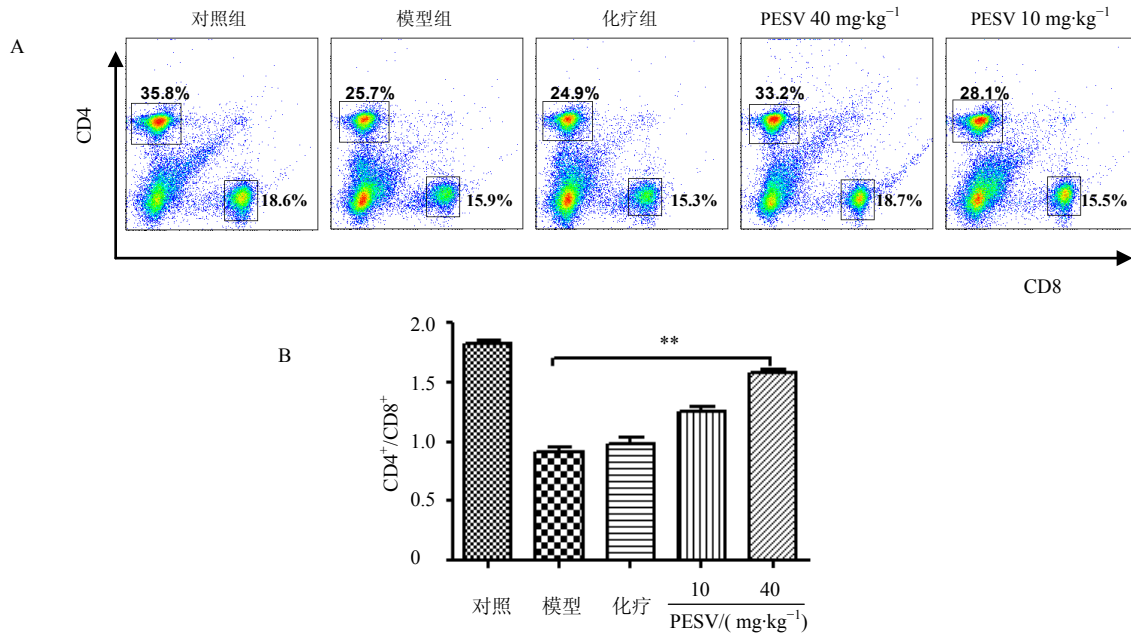 对照组 模型组 化疗组 PESV 40 mg·kg⁻¹ PESV 10 mg·kg⁻¹
A
35.8% 25.7% 24.9% 33.2% 28.1%
CD4
18.6% 15.9% 15.3% 18.7% 15.5%
CD8
B
2.0
**
1.5
CD4⁺/CD8⁺
1.0
0.5
0
对照 模型 化疗 10 40
PESV/( mg·kg⁻¹)